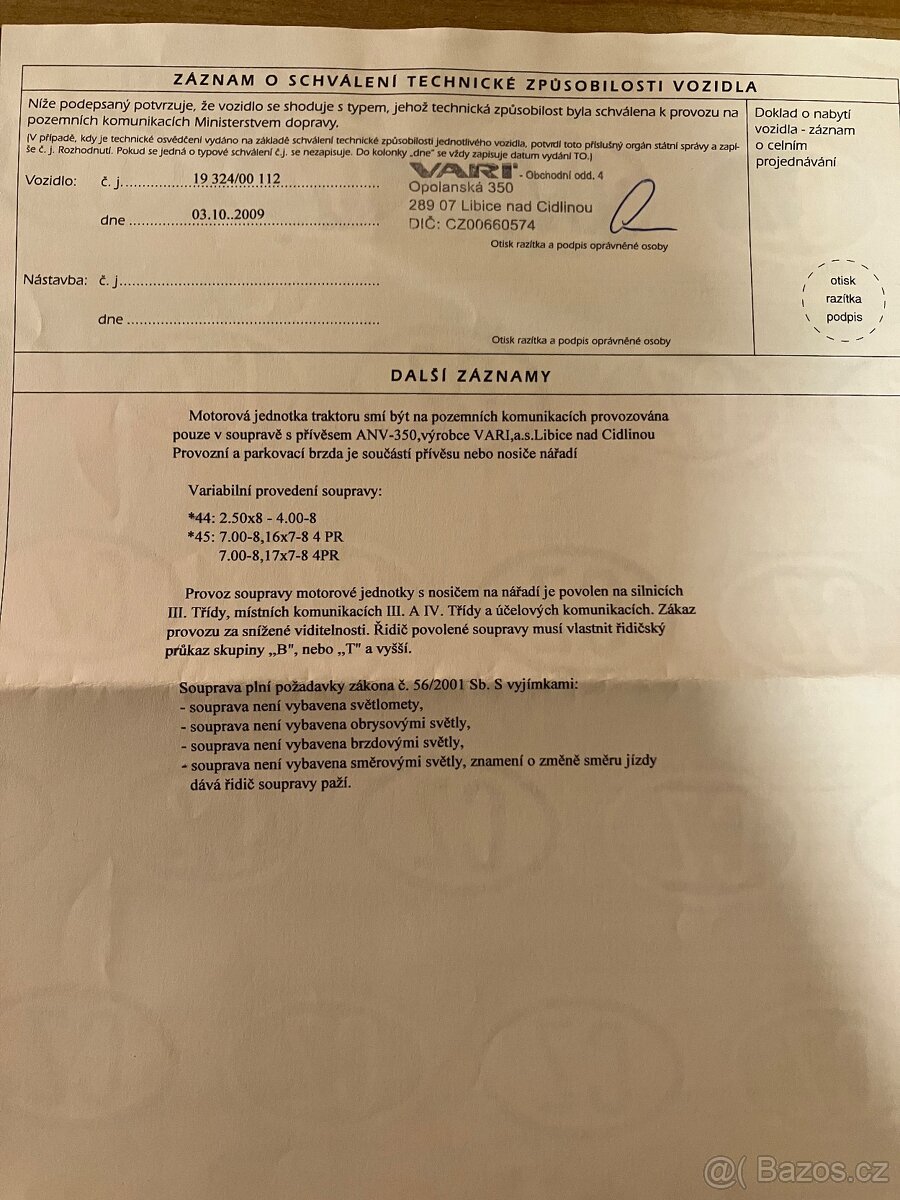 ZÁZNAM O SCHVÁLENÍ TECHNICKÉ ZPŮSOBILOSTI VOZIDLA
Níže podepsaný potvrzuje, že vozidlo se shoduje s typem, jehož technická způsobilost byla schválena k provozu na
pozemních komunikacích Ministerstvem dopravy.
(V případě, kdy je technické osvědčení vydáno na základě schválení technické způsobilosti jednotlivého vozidla, potvrdí toto příslušný orgán státní správy a zapí-
še č. j. Rozhodnutí. Pokud se jedná o typové schválení č.j. se nezapisuje. Do kolonky „dne" se vždy zapisuje datum vydání TO.)
Vozidlo: č. j. 19 324/00 112
dne 03.10..2009
VARI - Obchodní odd. 4
Opolanská 350
289 07 Libice nad Cidlinou
DIČ: CZ00660574
Otisk razítka a podpis oprávněné osoby
Nástavba: č. j.
dne
Otisk razítka a podpis oprávněné osoby
Doklad o nabytí
vozidla - záznam
o celním
projednávání
otisk
razítka
podpis
DALŠÍ ZÁZNAMY
Motorová jednotka traktoru smí být na pozemních komunikacích provozována
pouze v soupravě s přívěsem ANV-350,výrobce VARI,a.s.Libice nad Cidlinou
Provozní a parkovací brzda je součástí přívěsu nebo nosiče nářadí
Variabilní provedení soupravy:
*44: 2.50x8 - 4.00-8
*45: 7.00-8,16x7-8 4 PR
7.00-8,17x7-8 4PR
Provoz soupravy motorové jednotky s nosičem na nářadí je povolen na silnicích
III. Třídy, místních komunikacích III. A IV. Třídy a účelových komunikacích. Zákaz
provozu za snížené viditelnosti. Řidič povolené soupravy musí vlastnit řidičský
průkaz skupiny „B", nebo „T" a vyšší.
Souprava plní požadavky zákona č. 56/2001 Sb. S vyjímkami:
- souprava není vybavena světlomety,
- souprava není vybavena obrysovými světly,
- souprava není vybavena brzdovými světly,
- souprava není vybavena směrovými světly, znamení o změně směru jízdy
dává řidič soupravy paží.
@( Bazos.cz